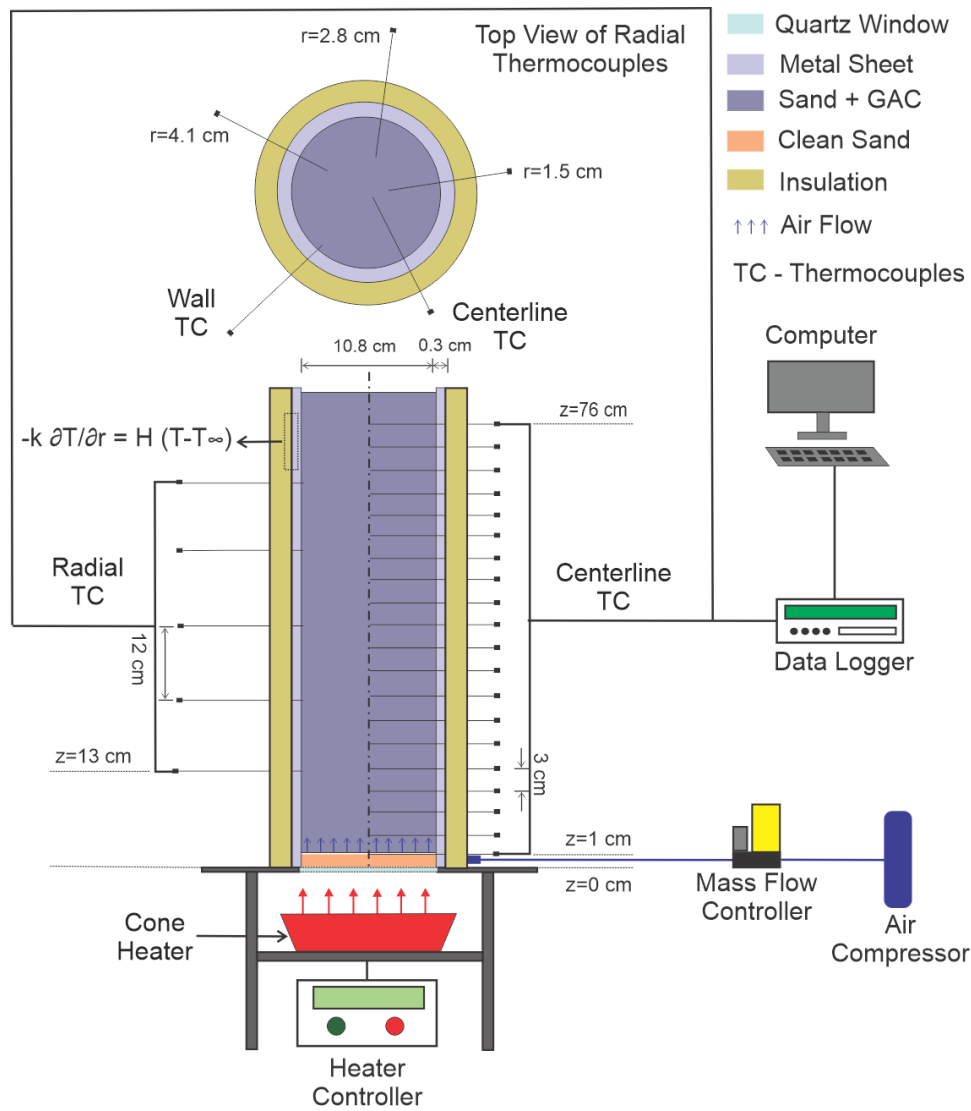 r=2.8 cm
Top View of Radial
Thermocouples
r=4.1 cm
r=1.5 cm
Wall
TC
Centerline
TC
Quartz Window
Metal Sheet
Sand + GAC
Clean Sand
Insulation
Air Flow
TC - Thermocouples
Computer
10.8 cm
0.3 cm
z=76 cm
-k ∂T/∂r = H (T-T∞)
Radial
TC
Centerline
TC
12 cm
Data Logger
z=13 cm
3 cm
z=1 cm
z=0 cm
Mass Flow
Controller
Air
Compressor
Cone
Heater
Heater
Controller